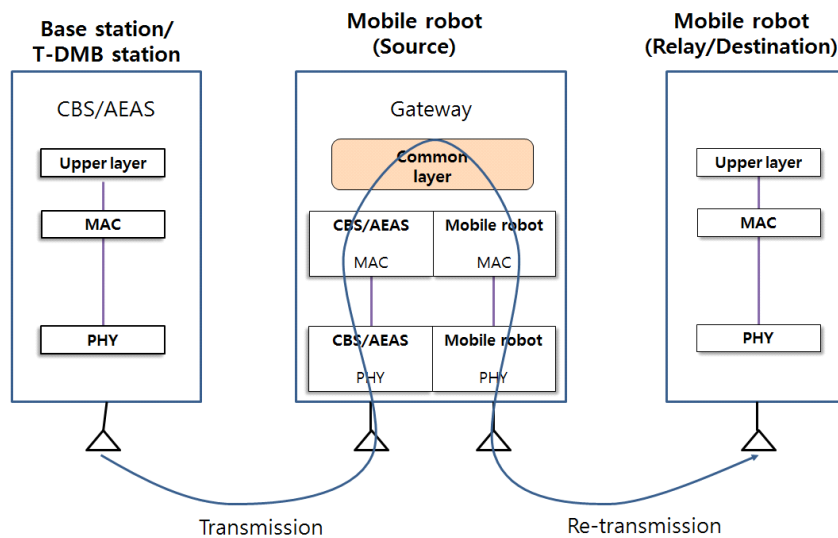 Base station/
T-DMB station
CBS/AEAS
Upper layer
MAC
PHY
Mobile robot
(Source)
Gateway
Common
layer
CBS/AEAS
MAC
Mobile robot
MAC
CBS/AEAS
PHY
Mobile robot
PHY
Mobile robot
(Relay/Destination)
Upper layer
MAC
PHY
Transmission
Re-transmission